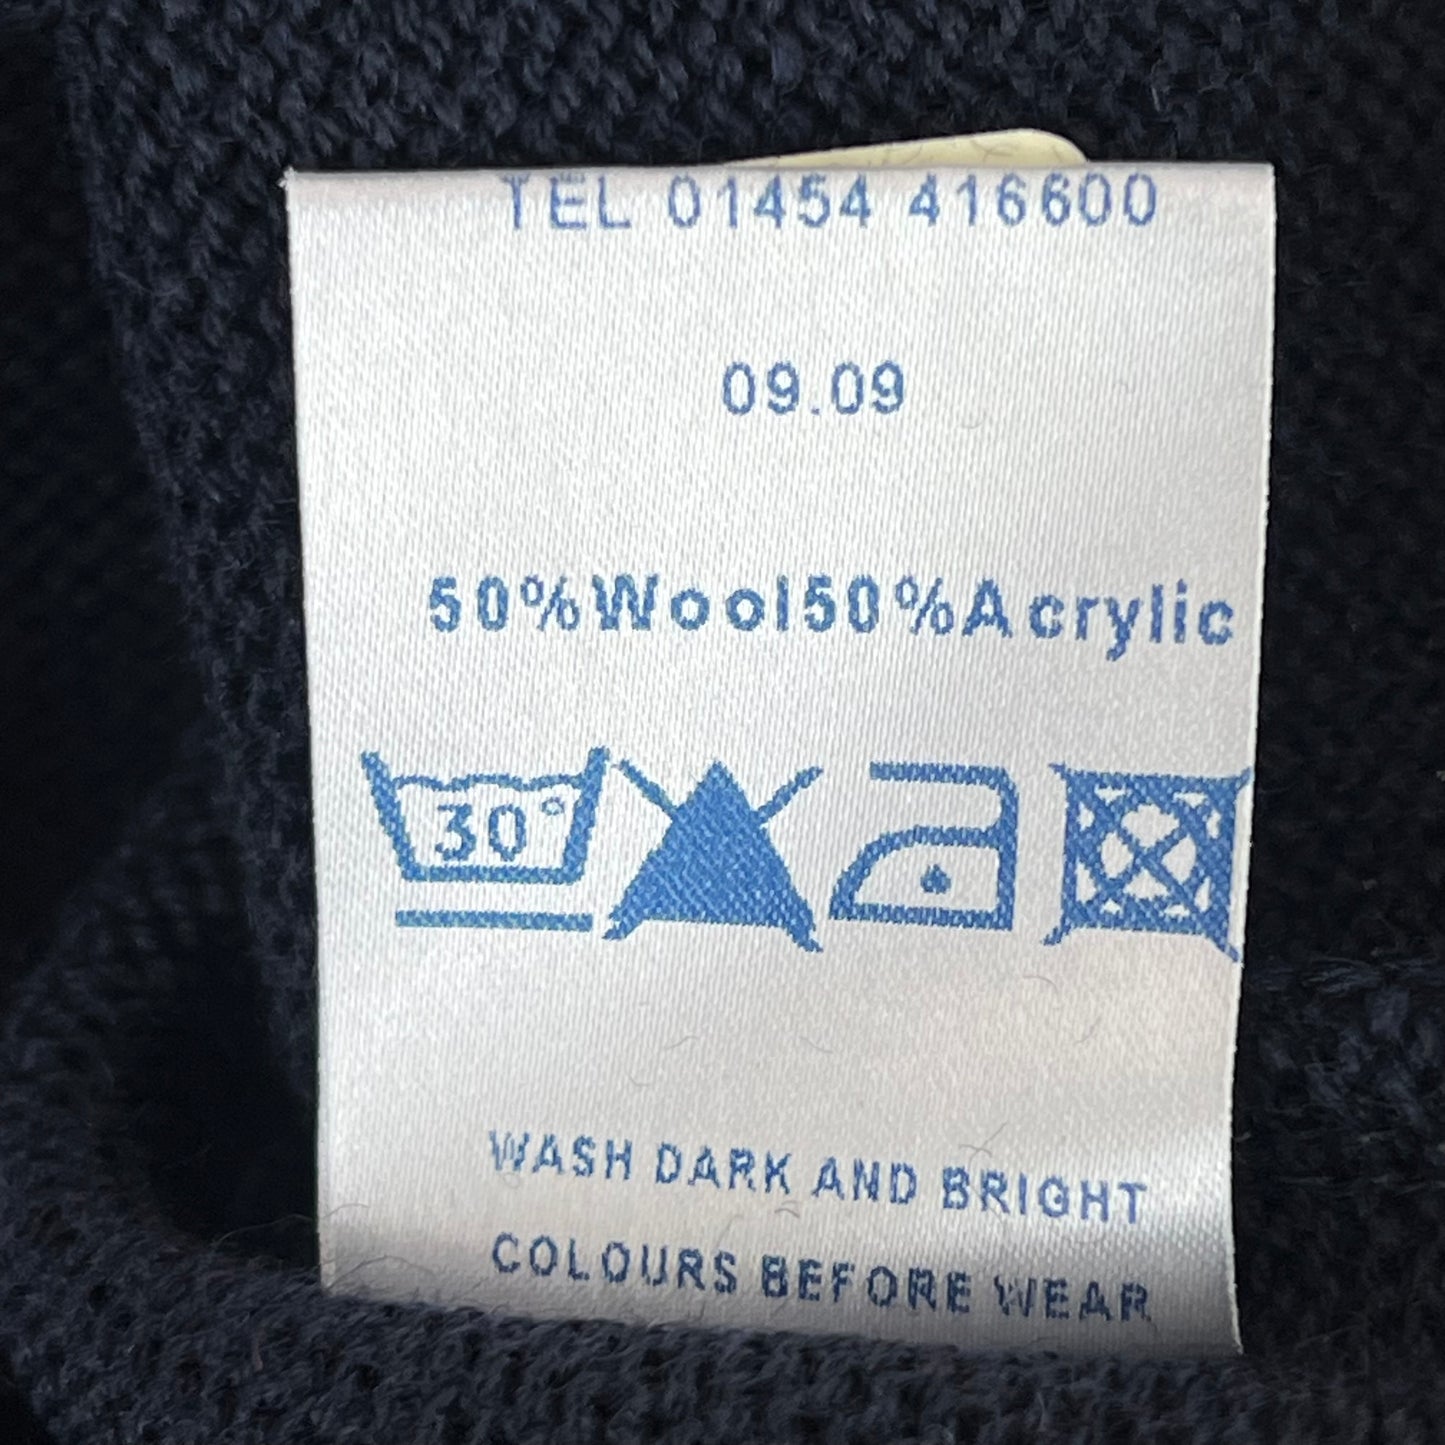 TEL 01454 416600
09.09
50%Wool50%Acrylic
30°
WASH DARK AND BRIGHT
COLOURS BEFORE WEAR